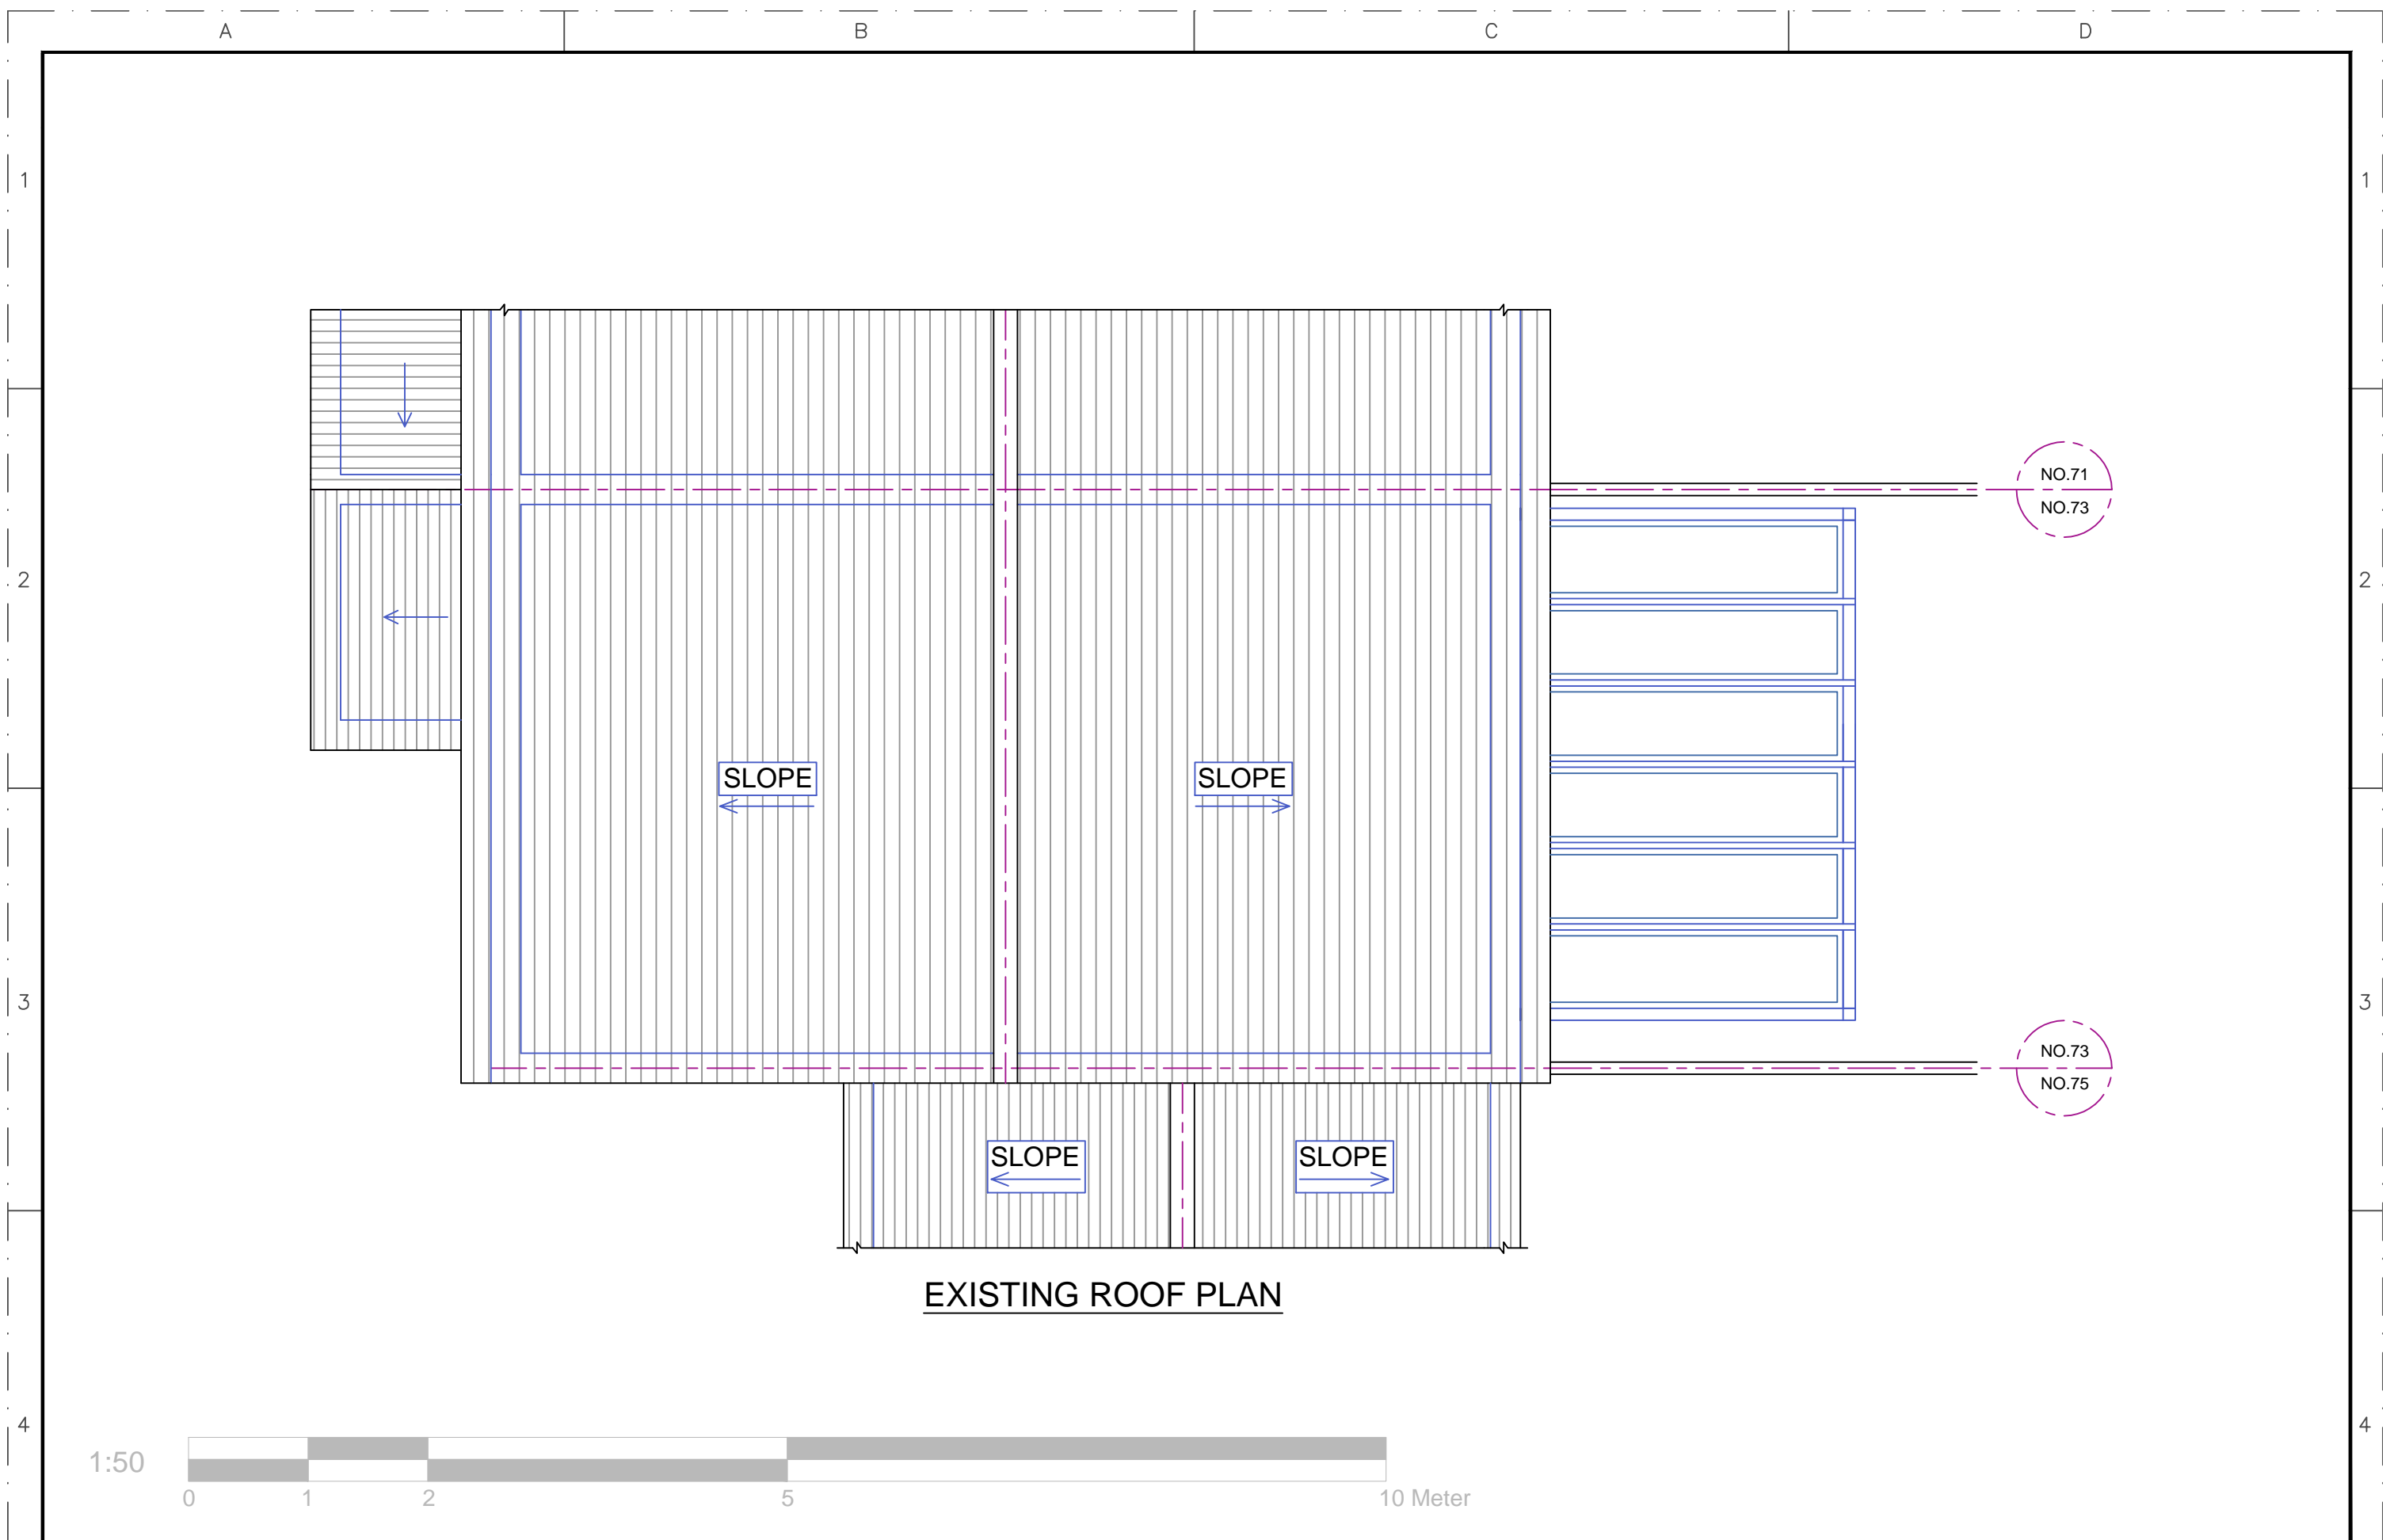 A B C D
1 1
NO.71
NO.73
2 2
SLOPE SLOPE
3 3
NO.73
NO.75
SLOPE SLOPE
EXISTING ROOF PLAN
4 4
1:50
0 1 2 5 10 Meter